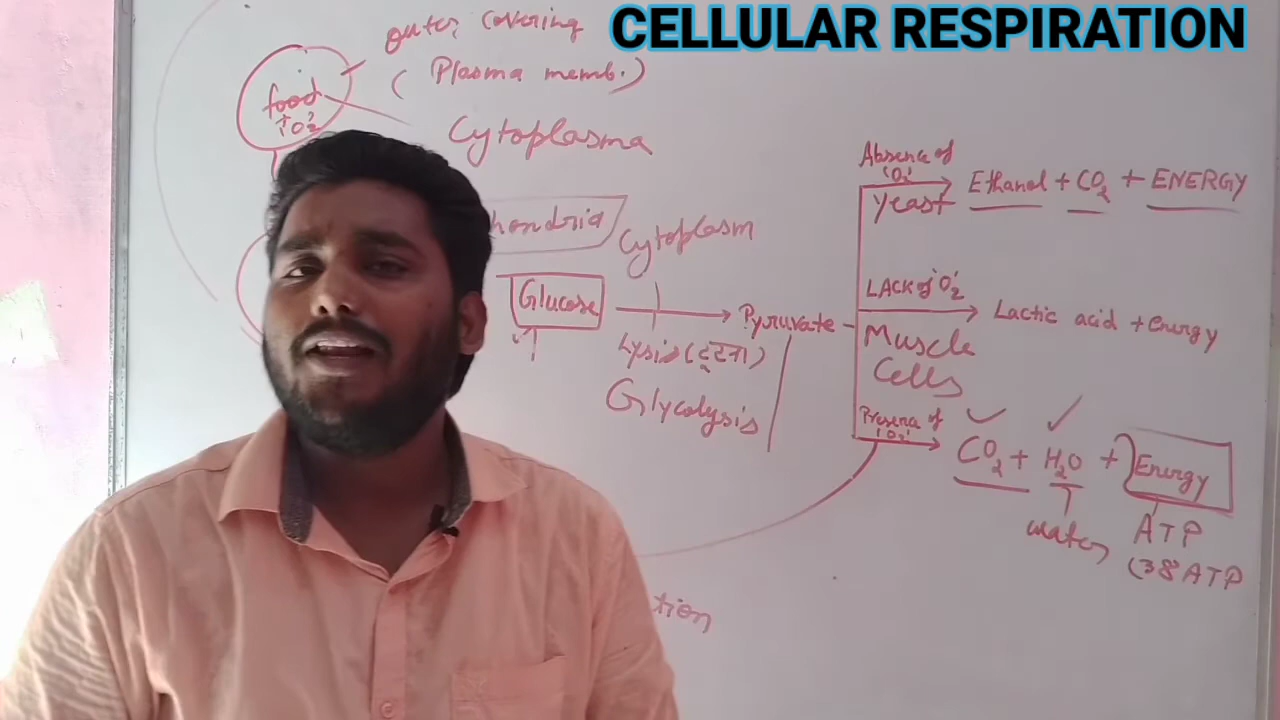 CELLULAR RESPIRATION
outer covering
(Plasma memb.)
food
+
'O2'
Cytoplasma
hondria
Cytoplasm
Glucose
Pyruvate
Lysis (टूटना)
Glycolysis
Absence of
'O2'
Yeast
Ethanol + CO2 + ENERGY
LACK of 'O2'
Muscle
Cells
Lactic acid + Energy
Presence of
'O2'
CO2 + H2O + Energy
water
ATP
(38 ATP
tion